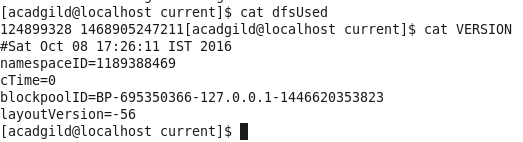 [acadgild@localhost current]$ cat dfsUsed
124899328 1468905247211[acadgild@localhost current]$ cat VERSION
#Sat Oct 08 17:26:11 IST 2016
namespaceID=1189388469
cTime=0
blockpoolID=BP-695350366-127.0.0.1-1446620353823
layoutVersion=-56
[acadgild@localhost current]$